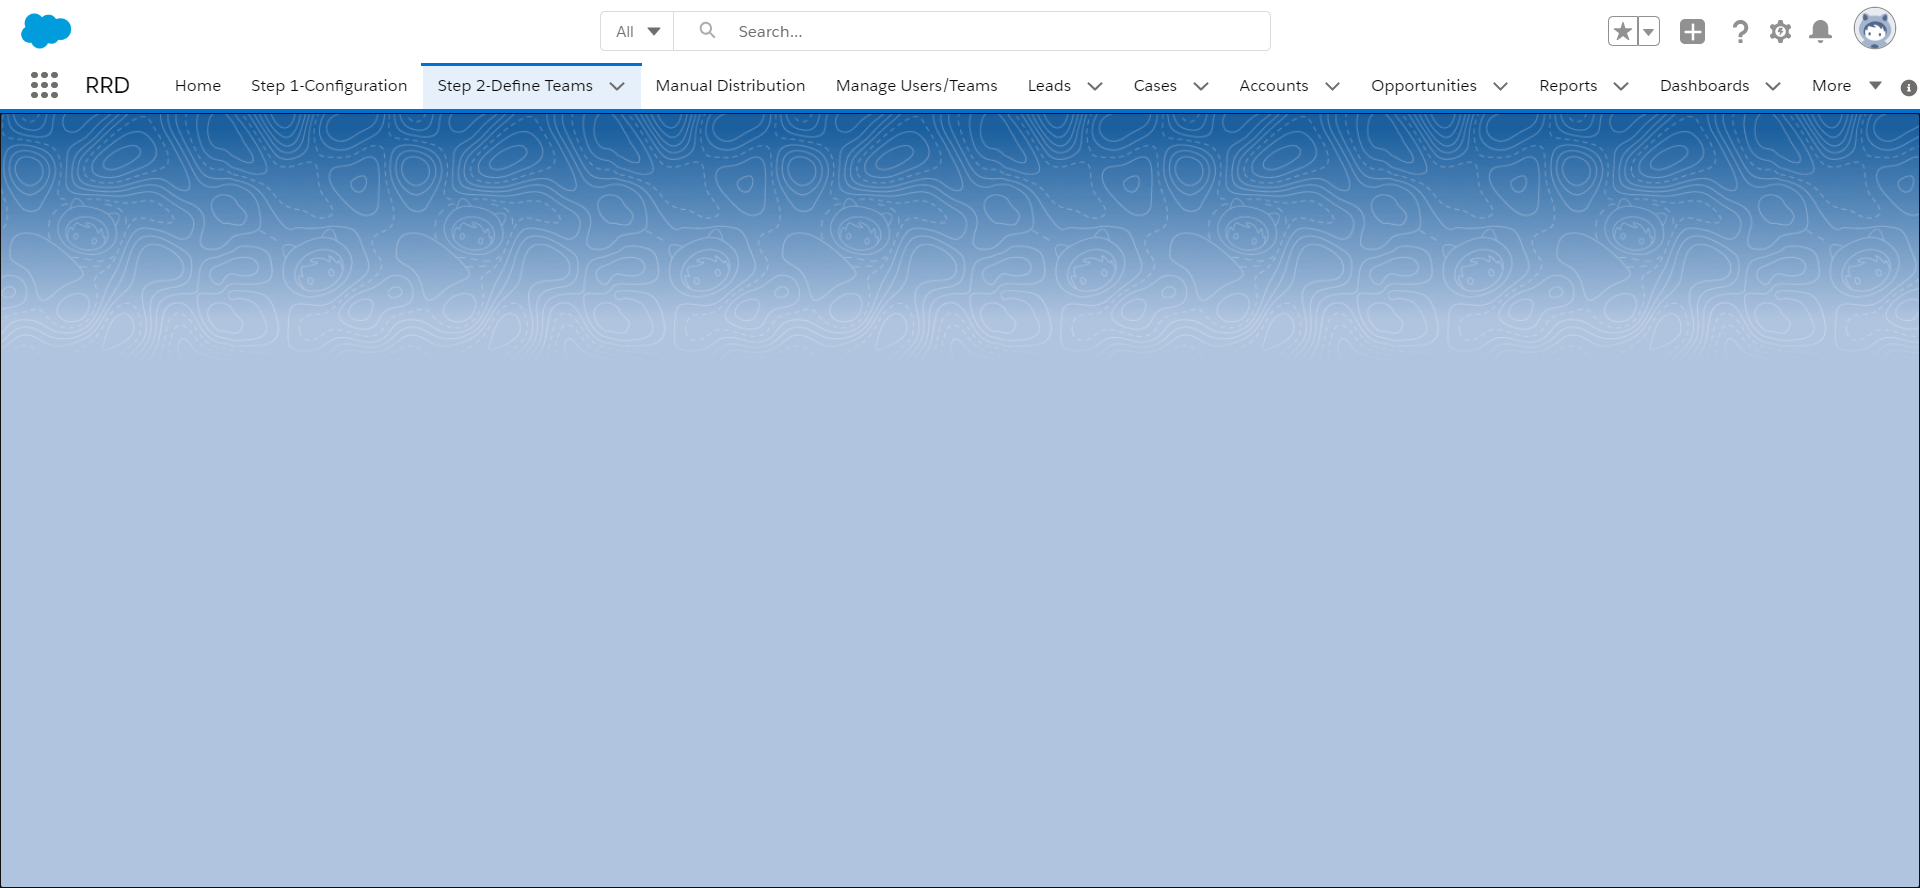 All
Search...
RRD
Home
Step 1-Configuration
Step 2-Define Teams
Manual Distribution
Manage Users/Teams
Leads
Cases
Accounts
Opportunities
Reports
Dashboards
More